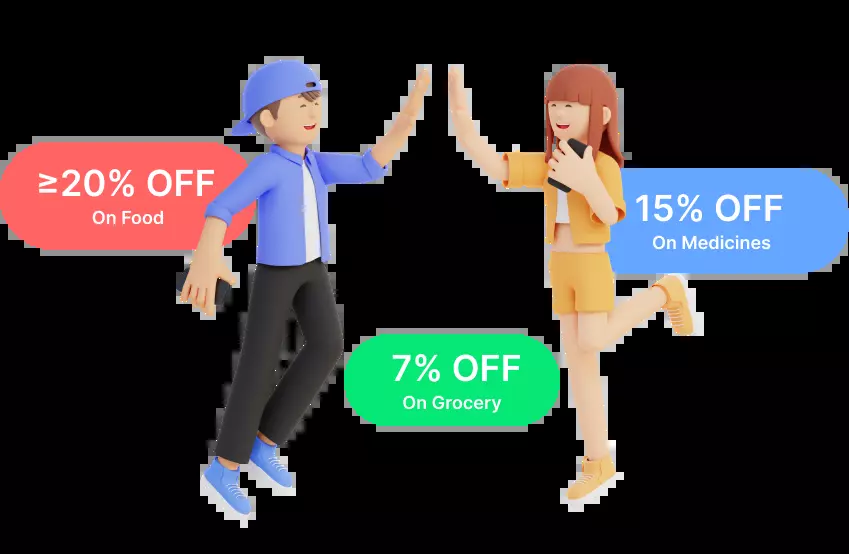 ≥20% OFF
On Food
15% OFF
On Medicines
7% OFF
On Grocery